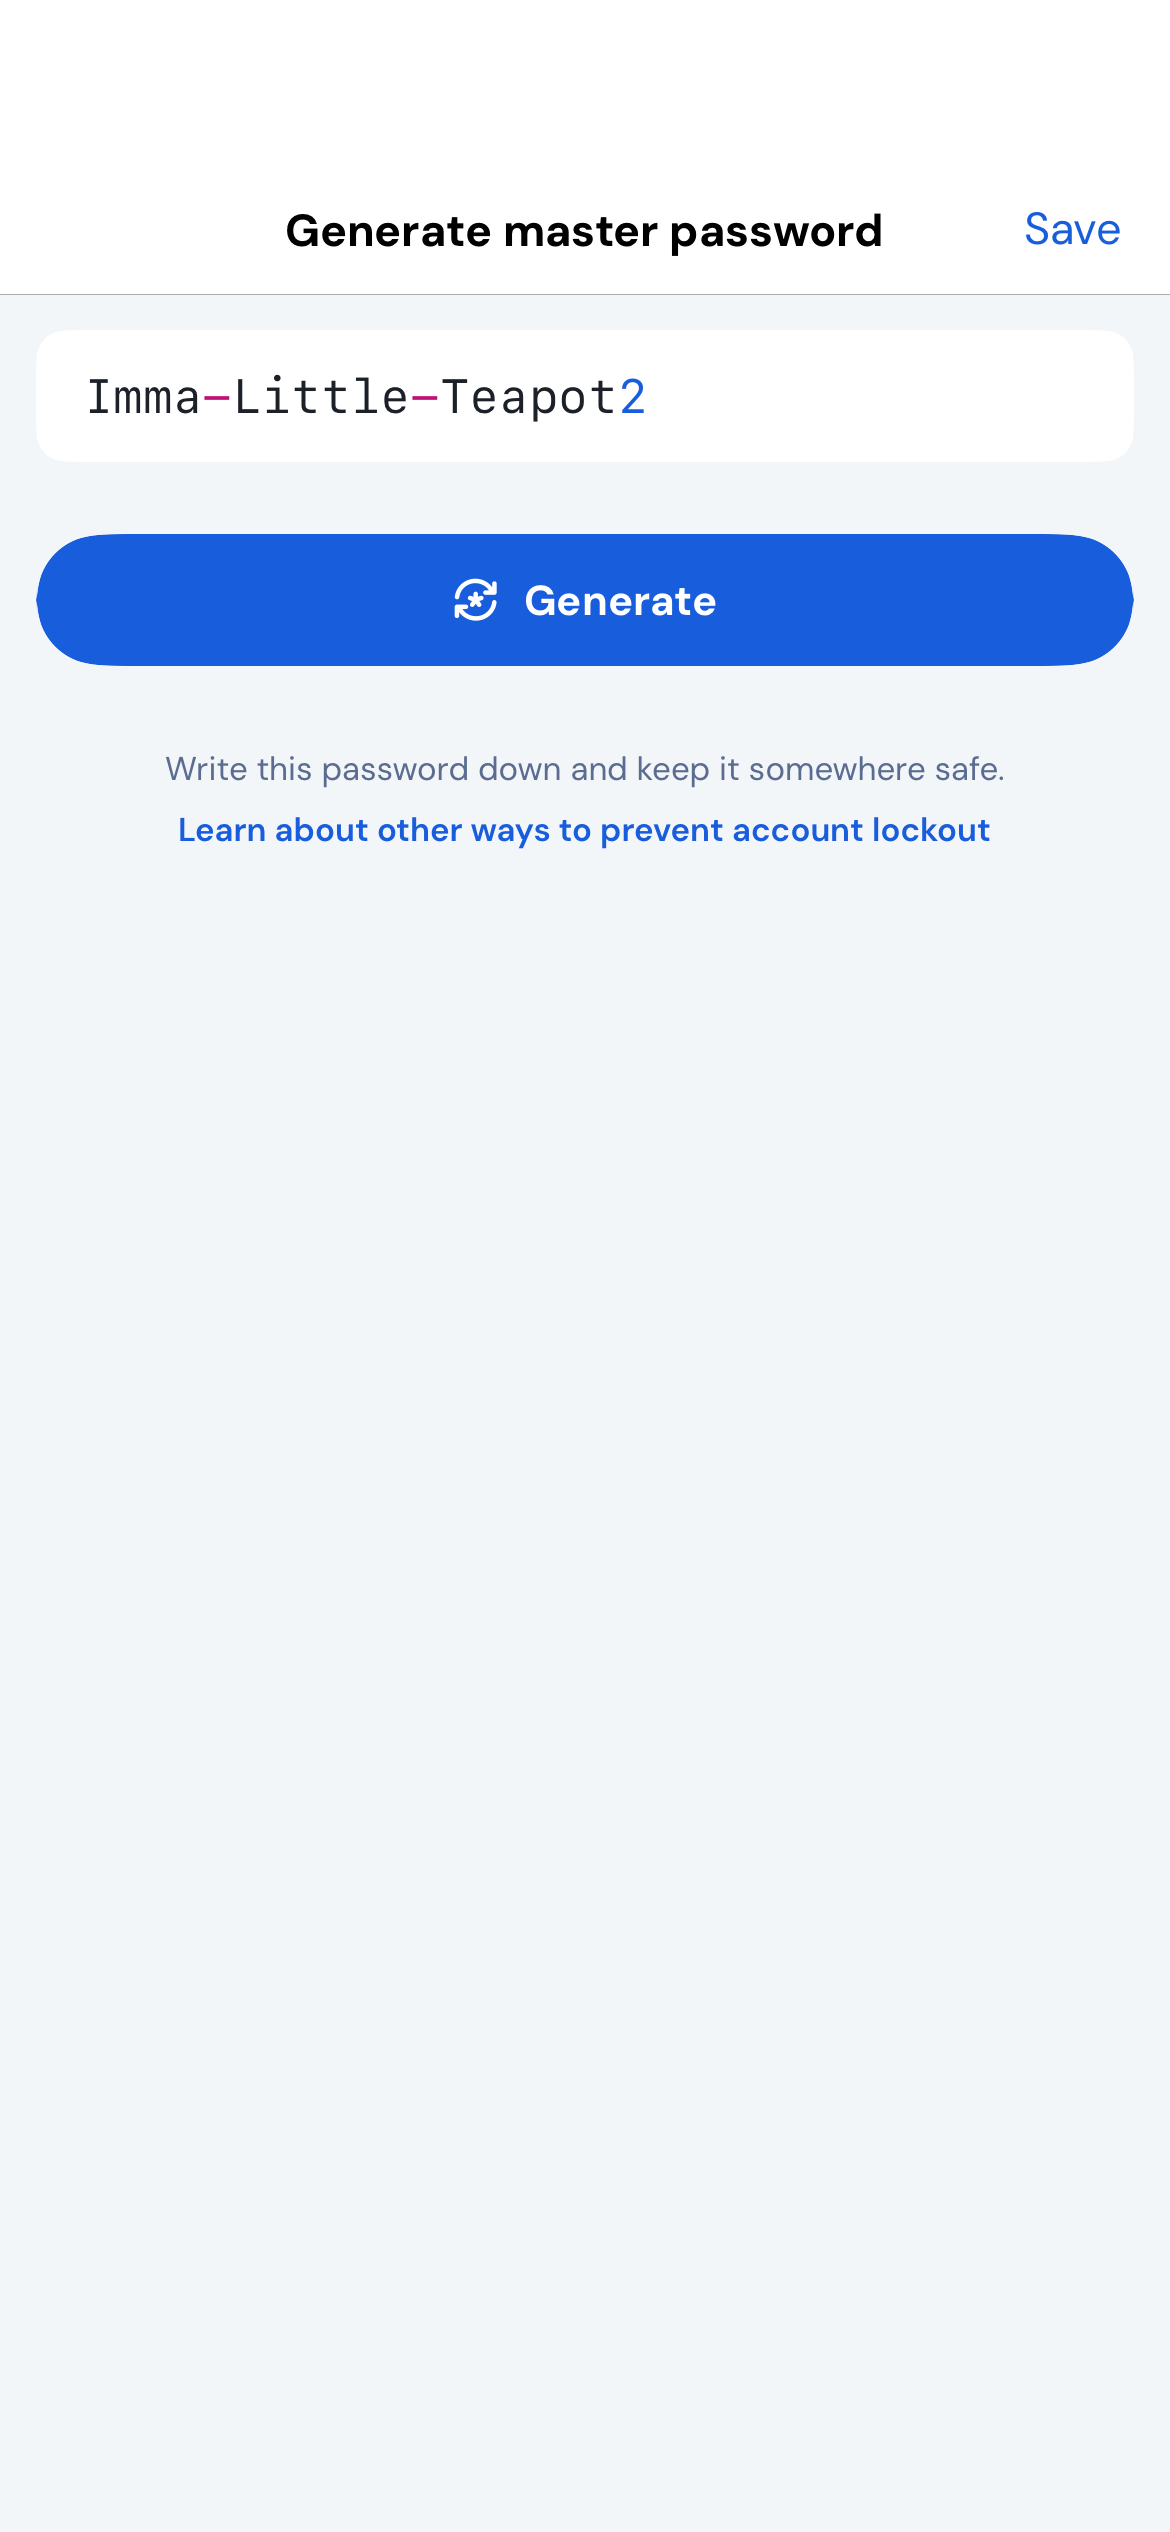 Generate master password
Save
Imma-Little-Teapot2
Generate
Write this password down and keep it somewhere safe.
Learn about other ways to prevent account lockout